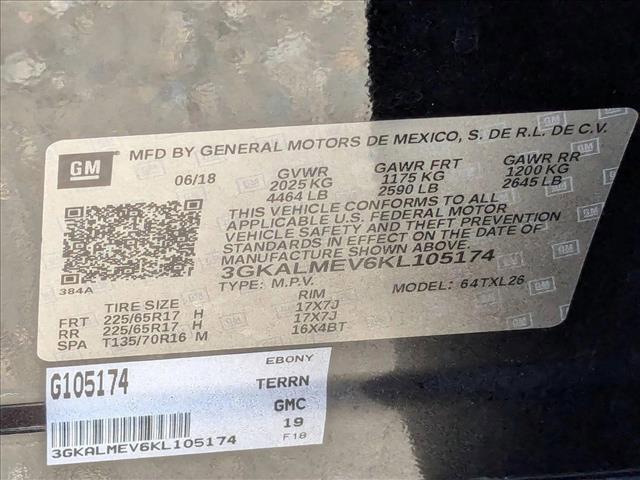 GM
MFD BY GENERAL MOTORS DE MEXICO, S. DE R.L. DE C.V.
06/18 GVWR GAWR FRT GAWR RR
2025 KG 1175 KG 1200 KG
4464 LB 2590 LB 2645 LB
THIS VEHICLE CONFORMS TO ALL
APPLICABLE U.S. FEDERAL MOTOR
VEHICLE SAFETY AND THEFT PREVENTION
STANDARDS IN EFFECT ON THE DATE OF
MANUFACTURE SHOWN ABOVE.
3GKALMEV6KL105174
384A
TYPE: M.P.V. MODEL: 64TXL26
TIRE SIZE RIM
FRT 225/65R17 H 17X7J
RR 225/65R17 H 17X7J
SPA T135/70R16 M 16X4BT
EBONY
G105174 TERRN
GMC
19
3GKALMEV6KL105174 F18